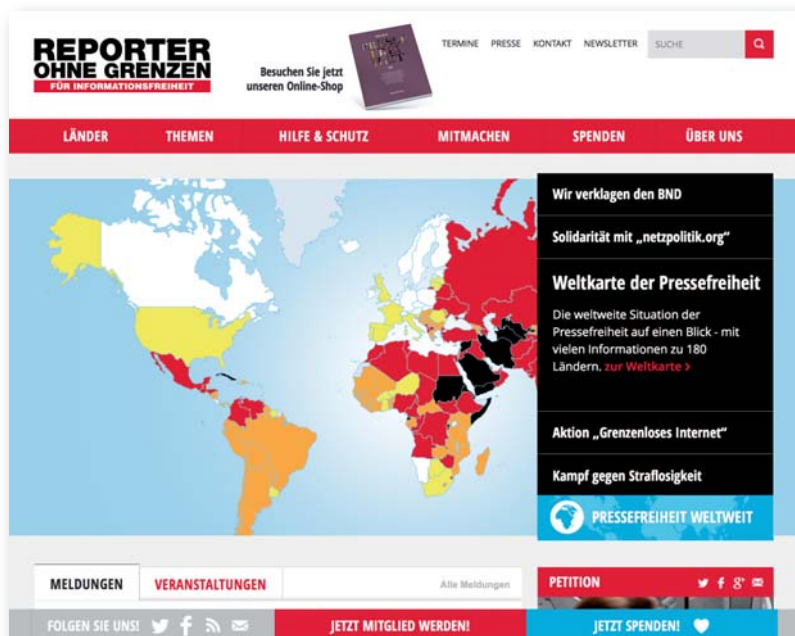 REPORTER
OHNE GRENZEN
FÜR INFORMATIONSFREIHEIT
Besuchen Sie jetzt
unseren Online-Shop
TERMINE PRESSE KONTAKT NEWSLETTER SUCHE
LÄNDER THEMEN HILFE & SCHUTZ MITMACHEN SPENDEN ÜBER UNS
Wir verklagen den BND
Solidarität mit „netzpolitik.org“
Weltkarte der Pressefreiheit
Die weltweite Situation der
Pressefreiheit auf einen Blick - mit
vielen Informationen zu 180
Ländern. zur Weltkarte >
Aktion „Grenzenloses Internet“
Kampf gegen Straflosigkeit
PRESSEFREIHEIT WELTWEIT
MELDUNGEN VERANSTALTUNGEN Alle Meldungen
PETITION
FOLGEN SIE UNS! JETZT MITGLIED WERDEN! JETZT SPENDEN!